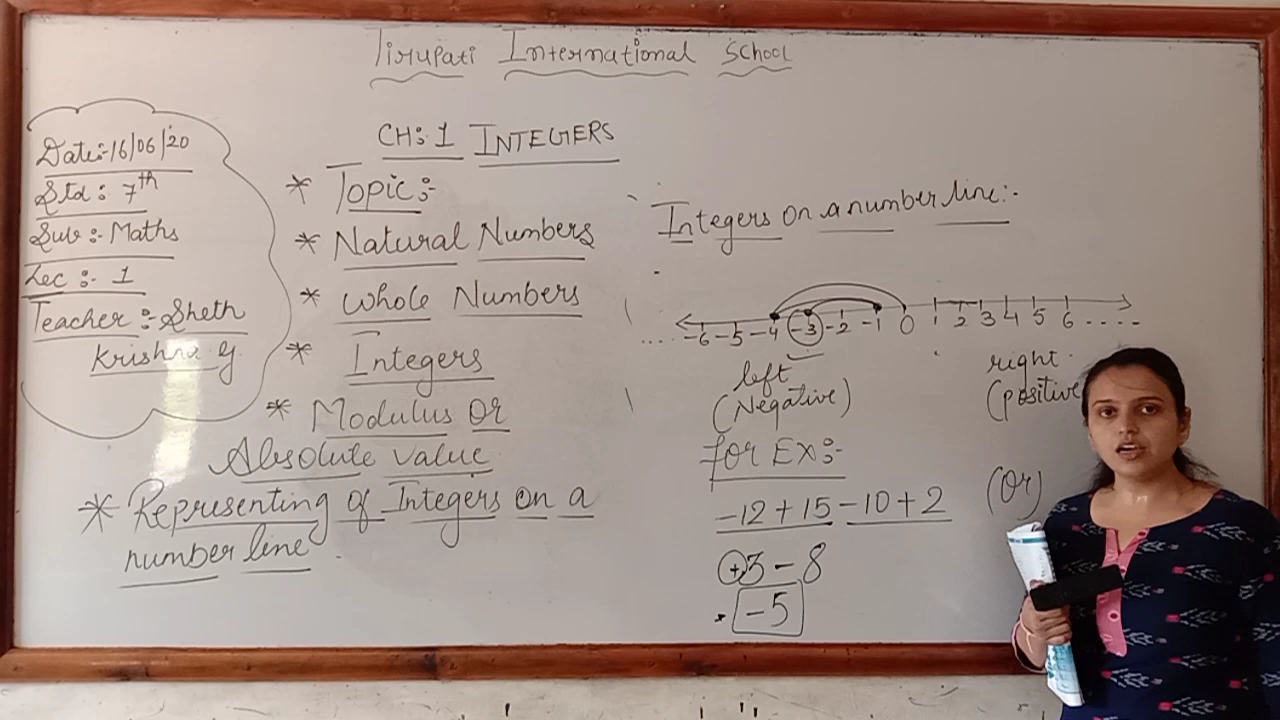 Tirupati International School
Date:-16/06/20
Std : 7th
Sub :- Maths
Lec :- 1
Teacher :- Sheth
Krishna G
CH:-1 INTEGERS
* Topic:-
* Natural Numbers
* Whole Numbers
* Integers
* Modulus or
Absolute value
* Representing of Integers on a
number line
Integers on a number line:-
.... -6 -5 -4 -3 -2 -1 0 1 2 3 4 5 6 ....
left
(Negative)
right
(positive
for Ex:-
-12 + 15 - 10 + 2
(Or)
+3 - 8
-5